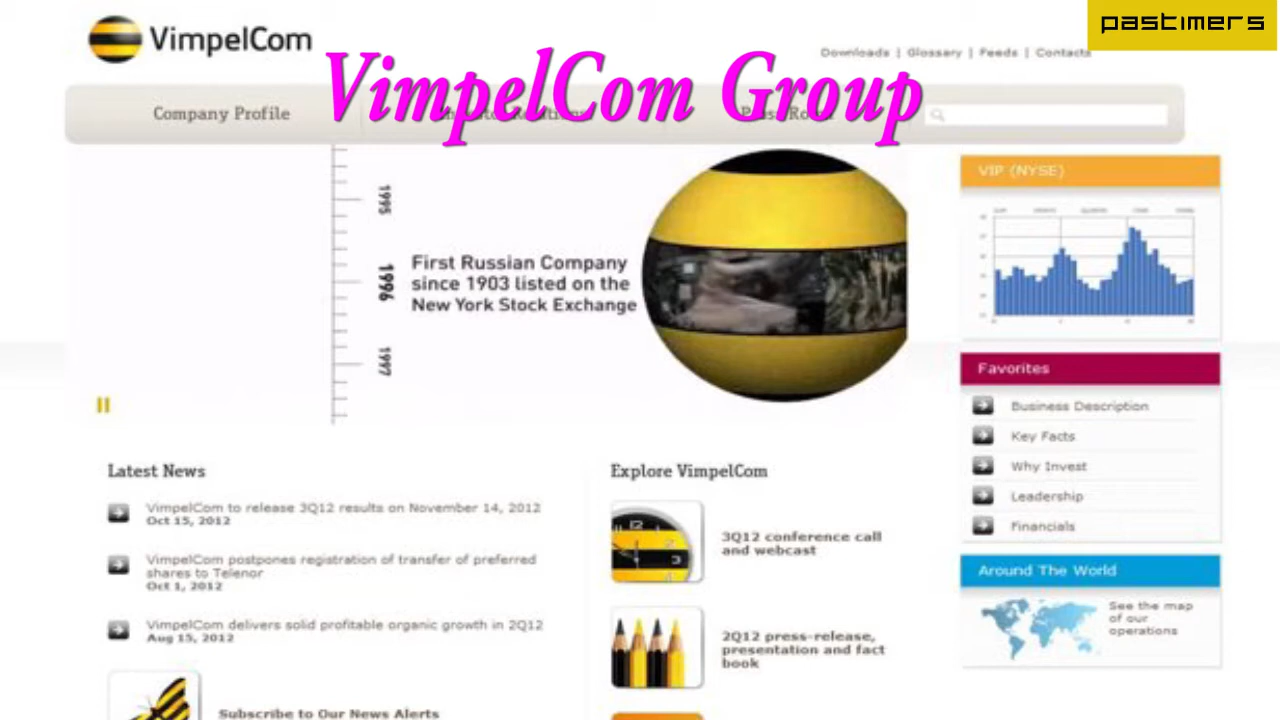 pastimers
VimpelCom
Downloads | Glossary | Feeds | Contacts
VimpelCom Group
Company Profile
VIP (NYSE)
1995
1996
1997
First Russian Company
since 1903 listed on the
New York Stock Exchange
Favorites
Business Description
Key Facts
Why Invest
Leadership
Financials
Latest News
VimpelCom to release 3Q12 results on November 14, 2012
Oct 15, 2012
VimpelCom postpones registration of transfer of preferred
shares to Telenor
Oct 1, 2012
VimpelCom delivers solid profitable organic growth in 2Q12
Aug 15, 2012
Subscribe to Our News Alerts
Explore VimpelCom
12
3
3Q12 conference call
and webcast
2Q12 press-release,
presentation and fact
book
Around The World
See the map
of our
operations